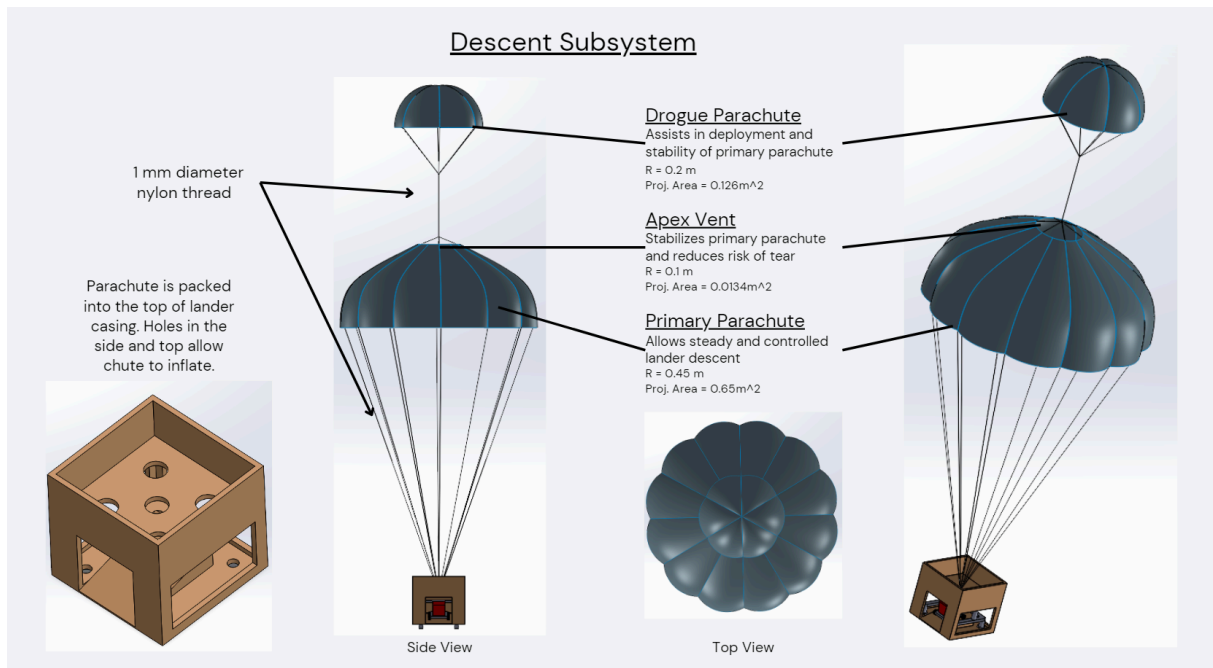 Descent Subsystem
1 mm diameter
nylon thread
Parachute is packed
into the top of lander
casing. Holes in the
side and top allow
chute to inflate.
Drogue Parachute
Assists in deployment and
stability of primary parachute
R = 0.2 m
Proj. Area = 0.126m^2
Apex Vent
Stabilizes primary parachute
and reduces risk of tear
R = 0.1 m
Proj. Area = 0.0134m^2
Primary Parachute
Allows steady and controlled
lander descent
R = 0.45 m
Proj. Area = 0.65m^2
Side View
Top View